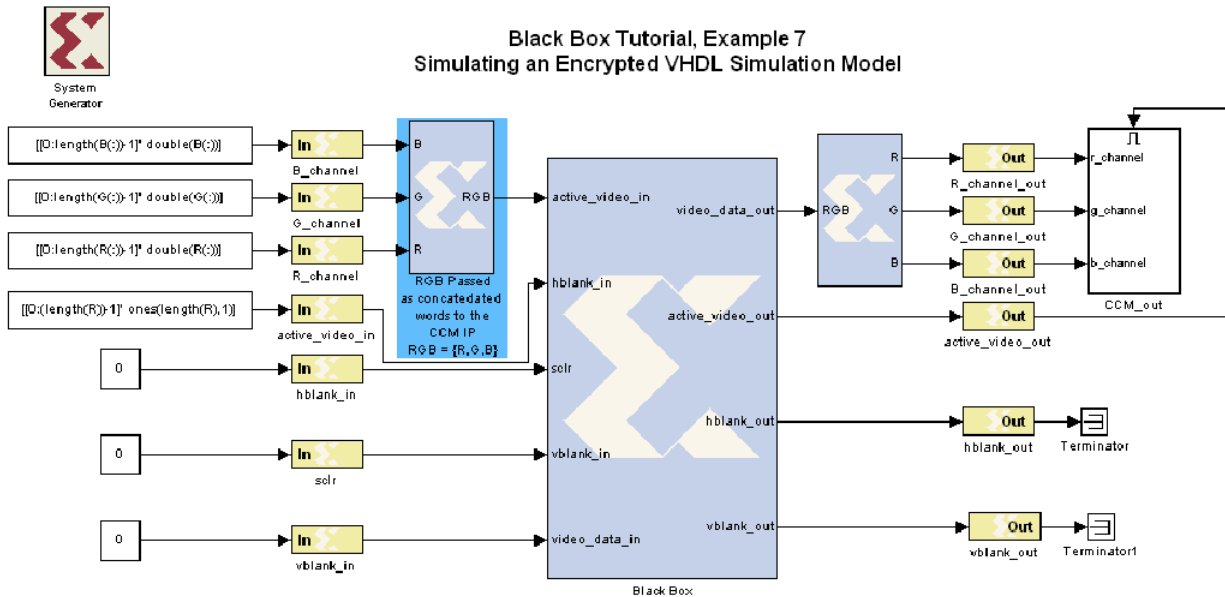 Black Box Tutorial, Example 7
Simulating an Encrypted VHDL Simulation Model
System
Generator
[[0:length(B(:))-1]' double(B(:))]
In
B_channel
[[0:length(G(:))-1]' double(G(:))]
In
G_channel
[[0:length(R(:))-1]' double(R(:))]
In
R_channel
[[0:(length(R))-1]' ones(length(R),1)]
In
active_video_in
0
In
hblank_in
0
In
sclr
0
In
vblank_in
B
G
R
RGB
RGB Passed
as concatedated
words to the
CCM IP
RGB = {R,G,B}
active_video_in
hblank_in
sclr
vblank_in
video_data_in
video_data_out
active_video_out
hblank_out
vblank_out
Black Box
RGB
R
G
B
Out
R_channel_out
Out
G_channel_out
Out
B_channel_out
Out
active_video_out
Out
hblank_out
Out
vblank_out
r_channel
g_channel
b_channel
CCM_out
Terminator
Terminator1